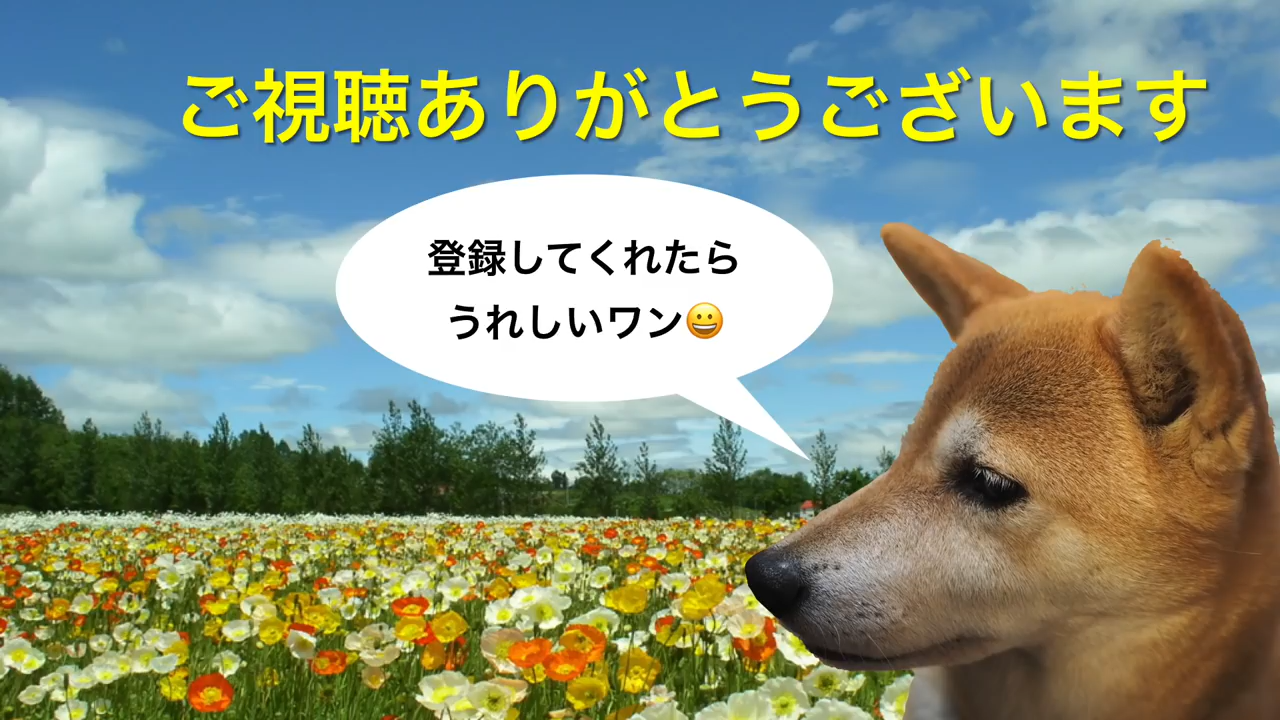 ご視聴ありがとうございます
登録してくれたら
うれしいワン😀